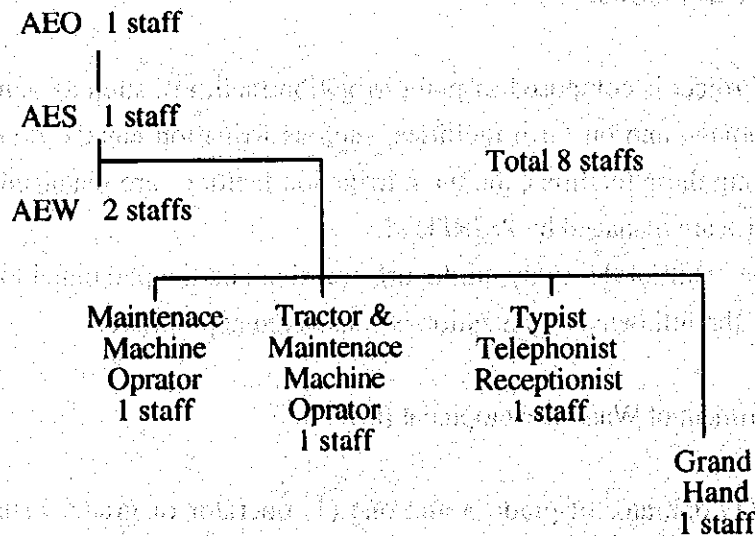 AEO 1 staff
AES 1 staff
Total 8 staffs
AEW 2 staffs
Maintenace
Machine
Oprator
1 staff
Tractor &
Maintenace
Machine
Oprator
1 staff
Typist
Telephonist
Receptionist
1 staff
Grand
Hand
1 staff